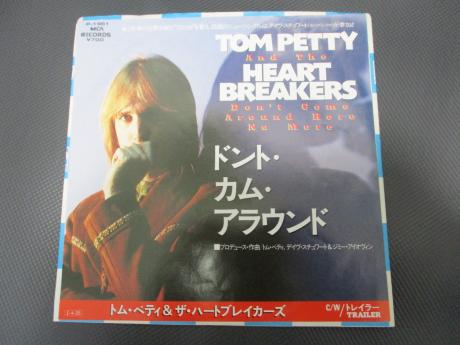 MCA
RECORDS
¥700
TOM PETTY
And The
HEART
BREAKERS
Don't Come
Around Here
No More
ドント・
カム・
アラウンド
■プロデュース・作曲 トム・ペティ, デイヴ・スチュワート&ジミー・アイオヴィン
トム・ペティ&ザ・ハートブレイカーズ
C/W/トレイラー
TRAILER